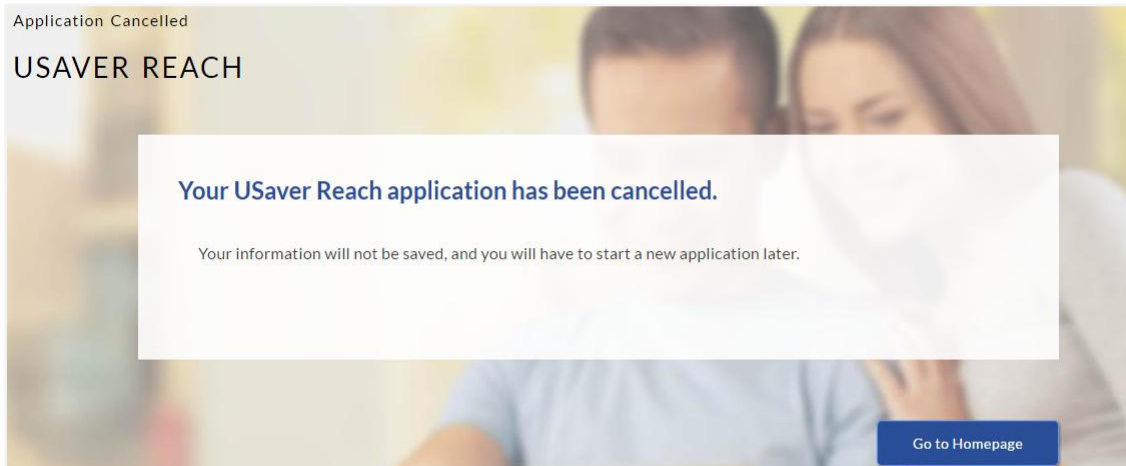 Application Cancelled
USAVER REACH
Your USaver Reach application has been cancelled.
Your information will not be saved, and you will have to start a new application later.
Go to Homepage